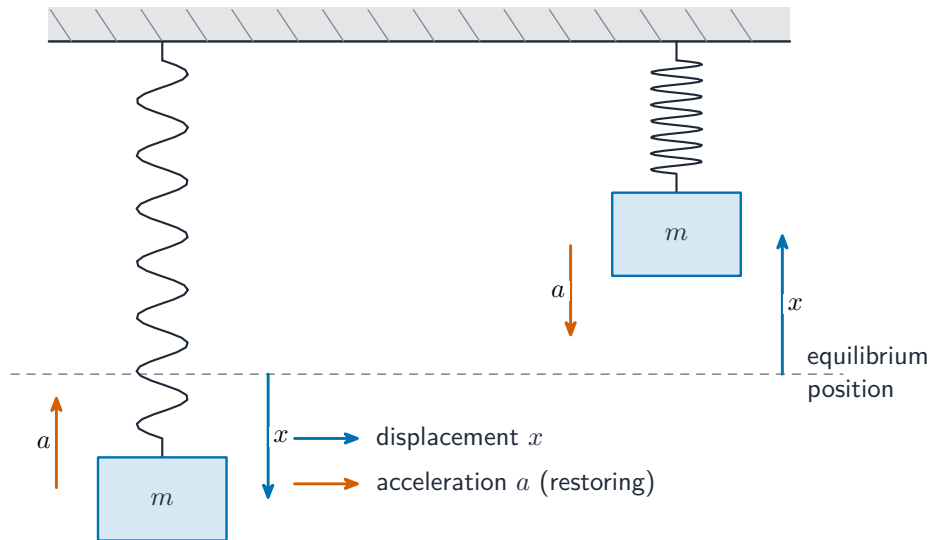 m
a
x
equilibrium
position
a
x
displacement x
acceleration a (restoring)
m